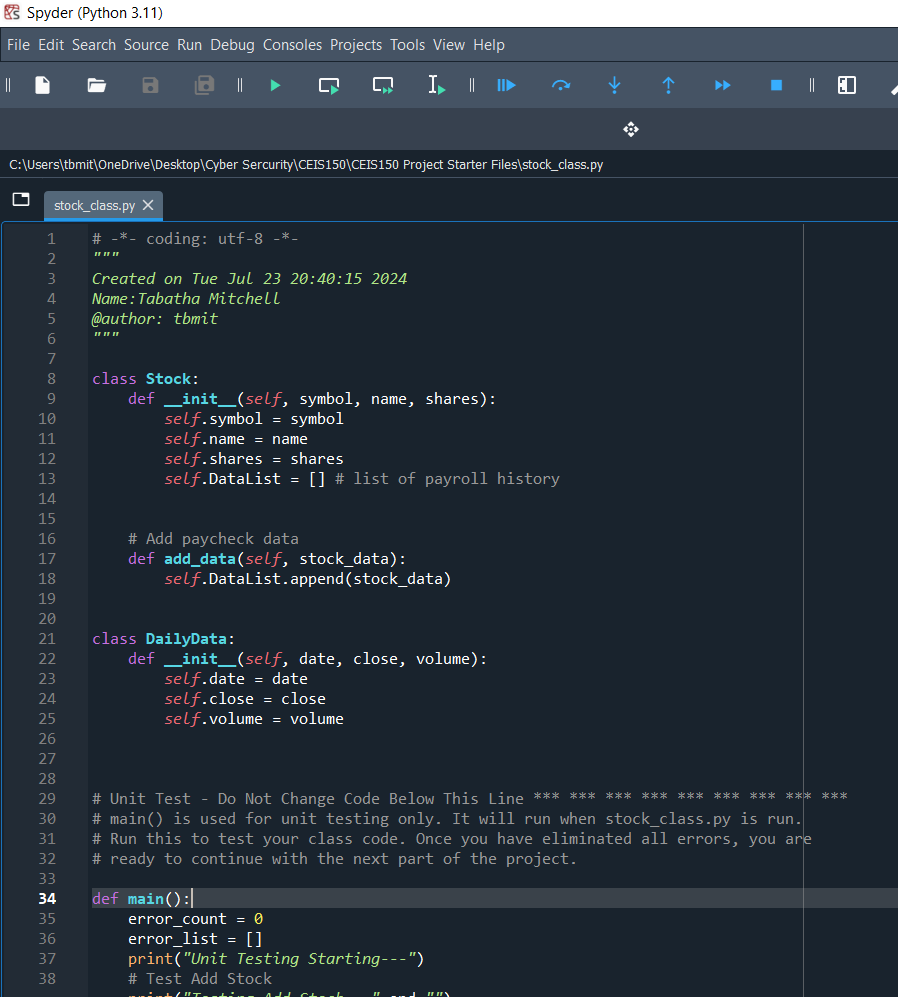 Spyder (Python 3.11)
File Edit Search Source Run Debug Consoles Projects Tools View Help
C:\Users\tbmit\OneDrive\Desktop\Cyber Sercurity\CEIS150\CEIS150 Project Starter Files\stock_class.py
stock_class.py
1 # -*- coding: utf-8 -*-
2 """
3 Created on Tue Jul 23 20:40:15 2024
4 Name:Tabatha Mitchell
5 @author: tbmit
6 """
7
8 class Stock:
9     def __init__(self, symbol, name, shares):
10         self.symbol = symbol
11         self.name = name
12         self.shares = shares
13         self.DataList = [] # list of payroll history
14
15
16     # Add paycheck data
17     def add_data(self, stock_data):
18         self.DataList.append(stock_data)
19
20
21 class DailyData:
22     def __init__(self, date, close, volume):
23         self.date = date
24         self.close = close
25         self.volume = volume
26
27
28
29 # Unit Test - Do Not Change Code Below This Line *** *** *** *** *** *** *** *** ***
30 # main() is used for unit testing only. It will run when stock_class.py is run.
31 # Run this to test your class code. Once you have eliminated all errors, you are
32 # ready to continue with the next part of the project.
33
34 def main():
35     error_count = 0
36     error_list = []
37     print("Unit Testing Starting---")
38     # Test Add Stock
print("Testing Add Stock